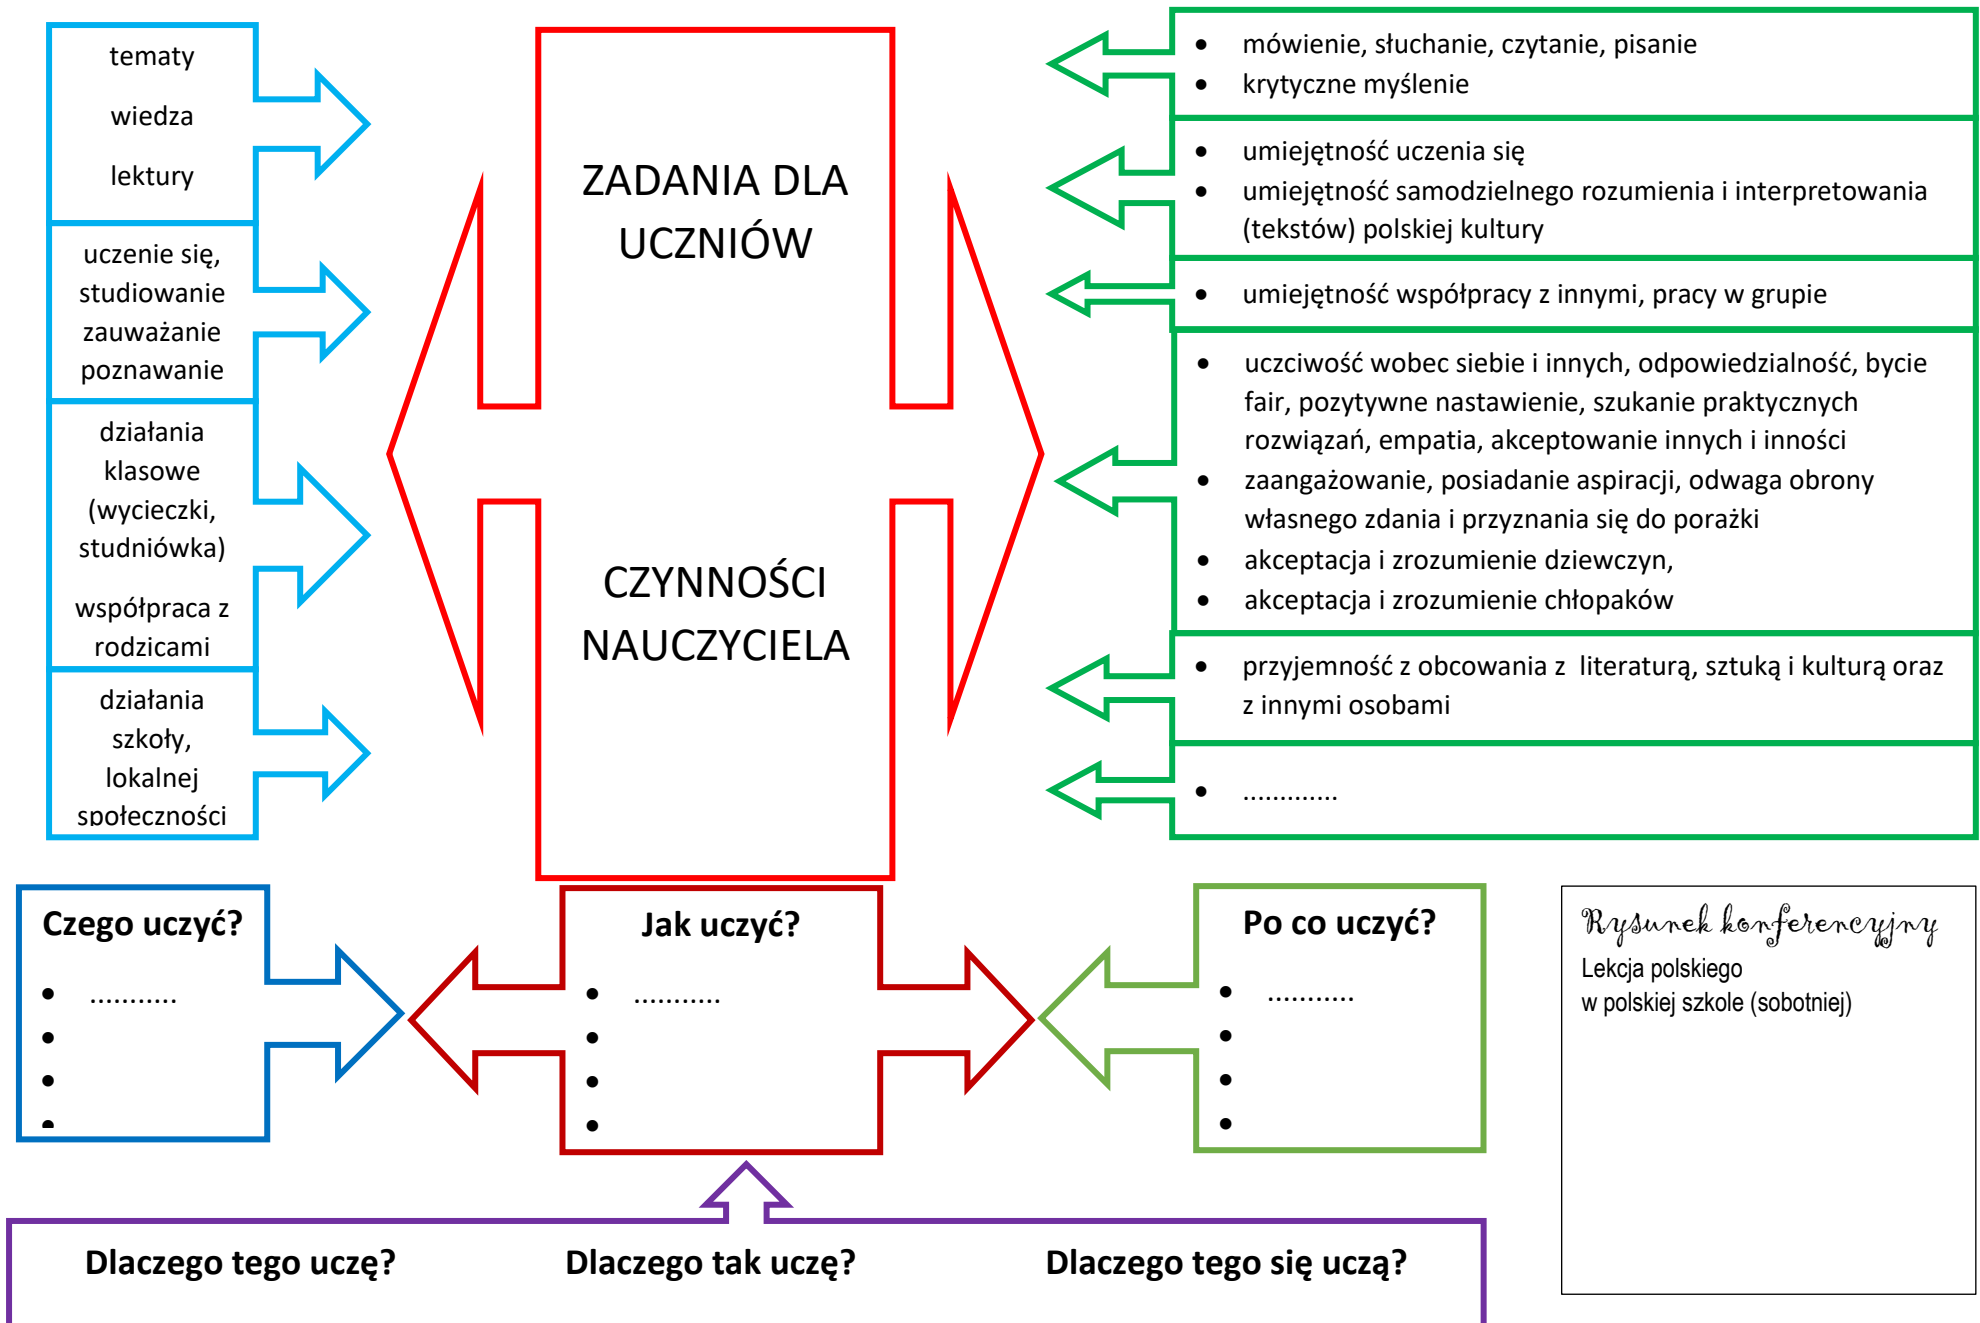 tematy
wiedza
lektury
uczenie się,
studiowanie
zauważanie
poznawanie
działania
klasowe
(wycieczki,
studniówka)
współpraca z
rodzicami
działania
szkoły,
lokalnej
społeczności
ZADANIA DLA
UCZNIÓW
CZYNNOŚCI
NAUCZYCIELA
• mówienie, słuchanie, czytanie, pisanie
• krytyczne myślenie
• umiejętność uczenia się
• umiejętność samodzielnego rozumienia i interpretowania
(tekstów) polskiej kultury
• umiejętność współpracy z innymi, pracy w grupie
• uczciwość wobec siebie i innych, odpowiedzialność, bycie
fair, pozytywne nastawienie, szukanie praktycznych
rozwiązań, empatia, akceptowanie innych i inności
• zaangażowanie, posiadanie aspiracji, odwaga obrony
własnego zdania i przyznania się do porażki
• akceptacja i zrozumienie dziewczyn,
• akceptacja i zrozumienie chłopaków
• przyjemność z obcowania z literaturą, sztuką i kulturą oraz
z innymi osobami
• .............
Czego uczyć?
• ...........
•
•
•
Jak uczyć?
• ...........
•
•
•
Po co uczyć?
• ...........
•
•
•
Rysunek konferencyjny
Lekcja polskiego
w polskiej szkole (sobotniej)
Dlaczego tego uczę?
Dlaczego tak uczę?
Dlaczego tego się uczą?